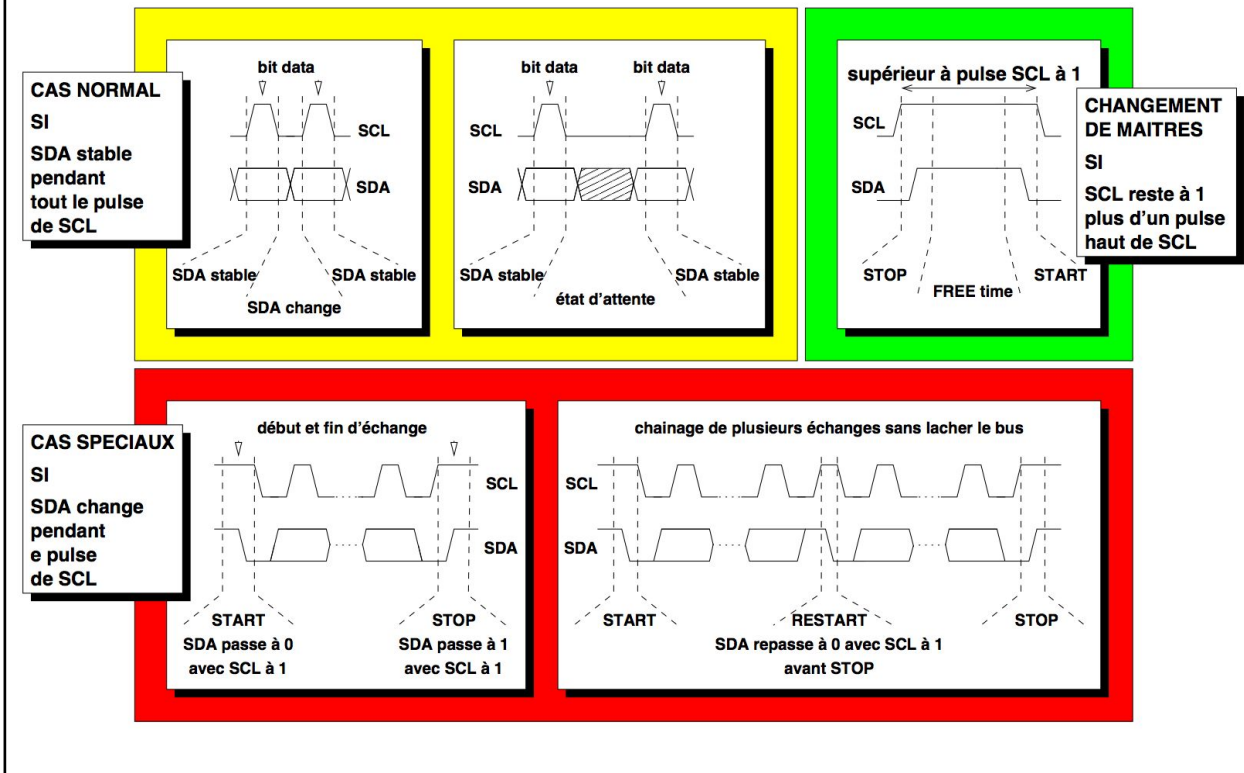 CAS NORMAL
SI
SDA stable
pendant
tout le pulse
de SCL
bit data
SCL
SDA
SDA stable
SDA stable
SDA change
bit data
bit data
SCL
SDA
SDA stable
SDA stable
état d'attente
supérieur à pulse SCL à 1
SCL
SDA
STOP
START
FREE time
CHANGEMENT
DE MAITRES
SI
SCL reste à 1
plus d'un pulse
haut de SCL
CAS SPECIAUX
SI
SDA change
pendant
e pulse
de SCL
début et fin d'échange
SCL
SDA
START
STOP
SDA passe à 0
SDA passe à 1
avec SCL à 1
avec SCL à 1
chainage de plusieurs échanges sans lacher le bus
SCL
SDA
START
RESTART
STOP
SDA repasse à 0 avec SCL à 1
avant STOP